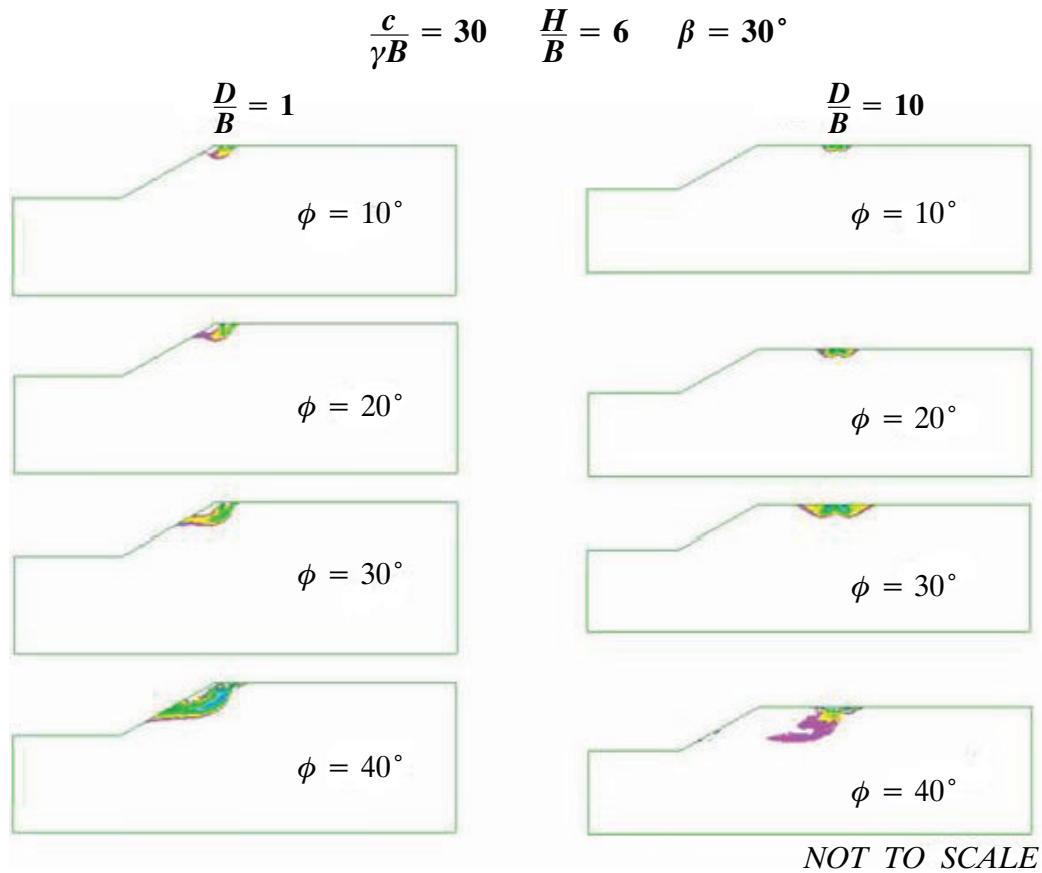 c/γB = 30 H/B = 6 β = 30°
D/B = 1 D/B = 10
ϕ = 10° ϕ = 10°
ϕ = 20° ϕ = 20°
ϕ = 30° ϕ = 30°
ϕ = 40° ϕ = 40°
NOT TO SCALE